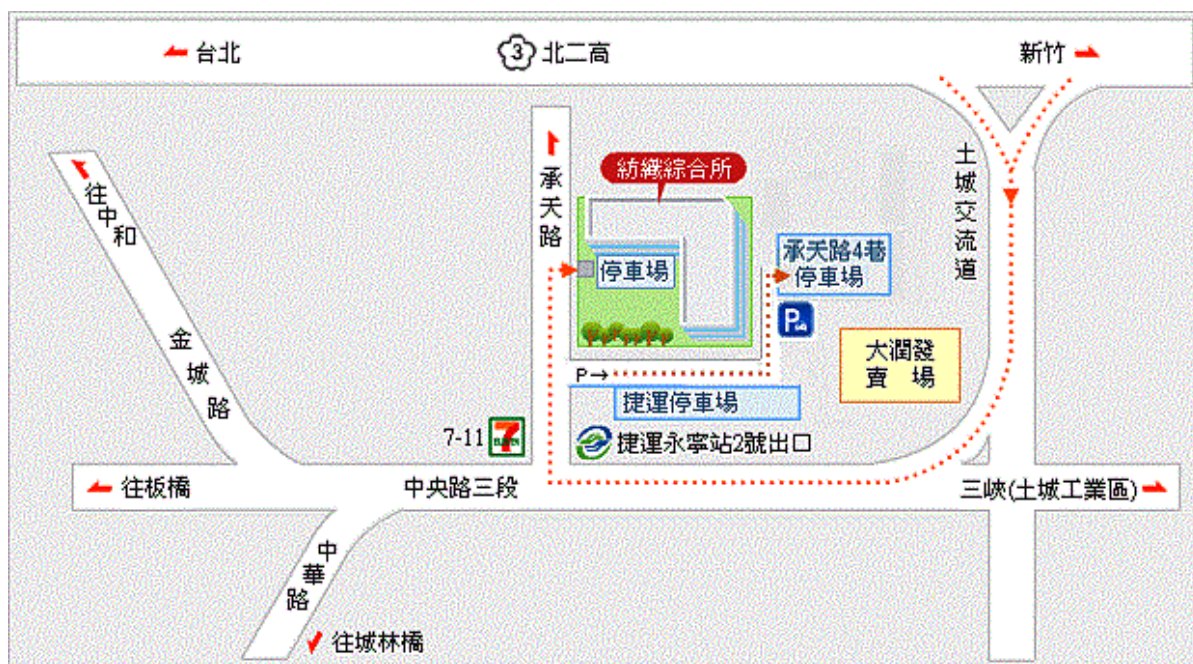 台北
3
北二高
新竹
往中和
承天路
紡織綜合所
土城交流道
停車場
承天路4巷
停車場
P
金城路
大潤發
賣 場
P→
捷運停車場
7-11
7
ELEVEN
捷運永寧站2號出口
往板橋
中央路三段
三峽(土城工業區)
中華路
往城林橋